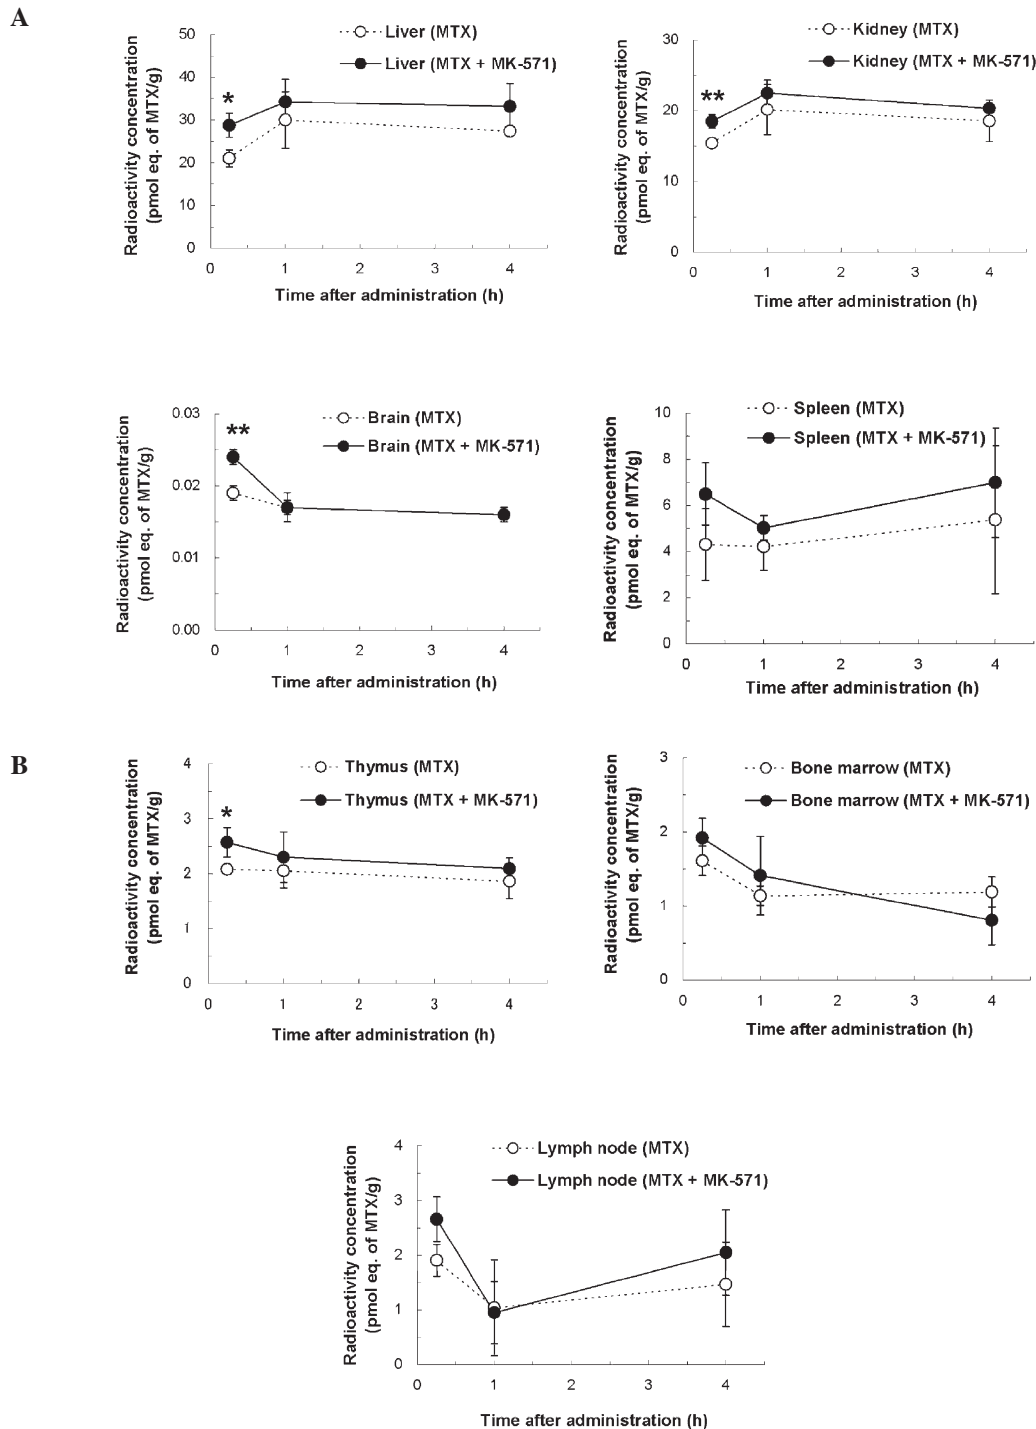 A
Liver (MTX)
Liver (MTX + MK-571)
Radioactivity concentration
(pmol eq. of MTX/g)
50
40
30
20
10
0
*
0 1 2 3 4
Time after administration (h)
Kidney (MTX)
Kidney (MTX + MK-571)
Radioactivity concentration
(pmol eq. of MTX/g)
30
20
10
0
**
0 1 2 3 4
Time after administration (h)
Brain (MTX)
Brain (MTX + MK-571)
Radioactivity concentration
(pmol eq. of MTX/g)
0.03
0.02
0.01
0.00
**
0 1 2 3 4
Time after administration (h)
Spleen (MTX)
Spleen (MTX + MK-571)
Radioactivity concentration
(pmol eq. of MTX/g)
10
8
6
4
2
0
0 1 2 3 4
Time after administration (h)
B
Thymus (MTX)
Thymus (MTX + MK-571)
Radioactivity concentration
(pmol eq. of MTX/g)
4
3
2
1
0
*
0 1 2 3 4
Time after administration (h)
Bone marrow (MTX)
Bone marrow (MTX + MK-571)
Radioactivity concentration
(pmol eq. of MTX/g)
3
2
1
0
0 1 2 3 4
Time after administration (h)
Lymph node (MTX)
Lymph node (MTX + MK-571)
Radioactivity concentration
(pmol eq. of MTX/g)
4
3
2
1
0
0 1 2 3 4
Time after administration (h)